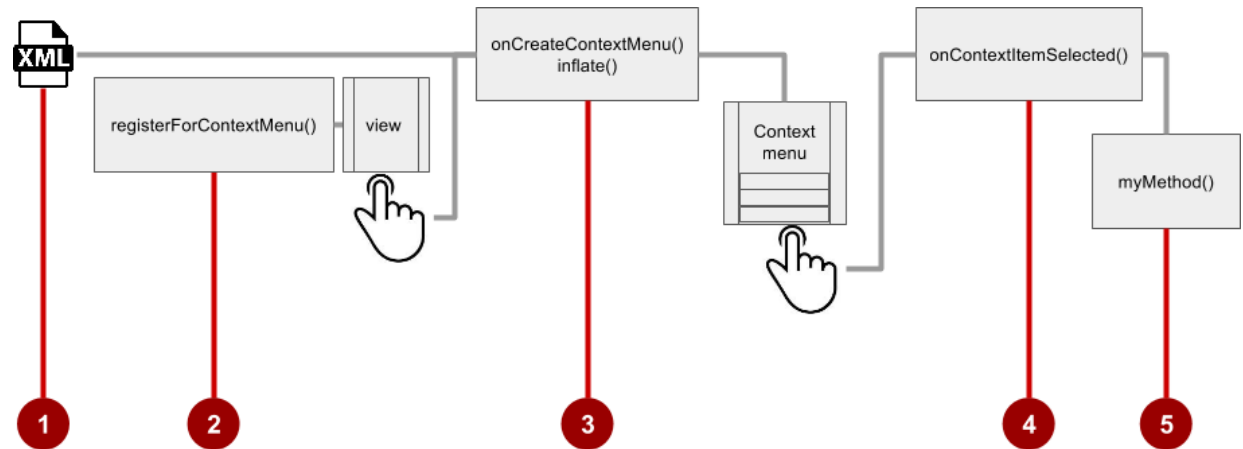 XML
registerForContextMenu()
view
onCreateContextMenu()
inflate()
Context
menu
onContextItemSelected()
myMethod()
1
2
3
4
5